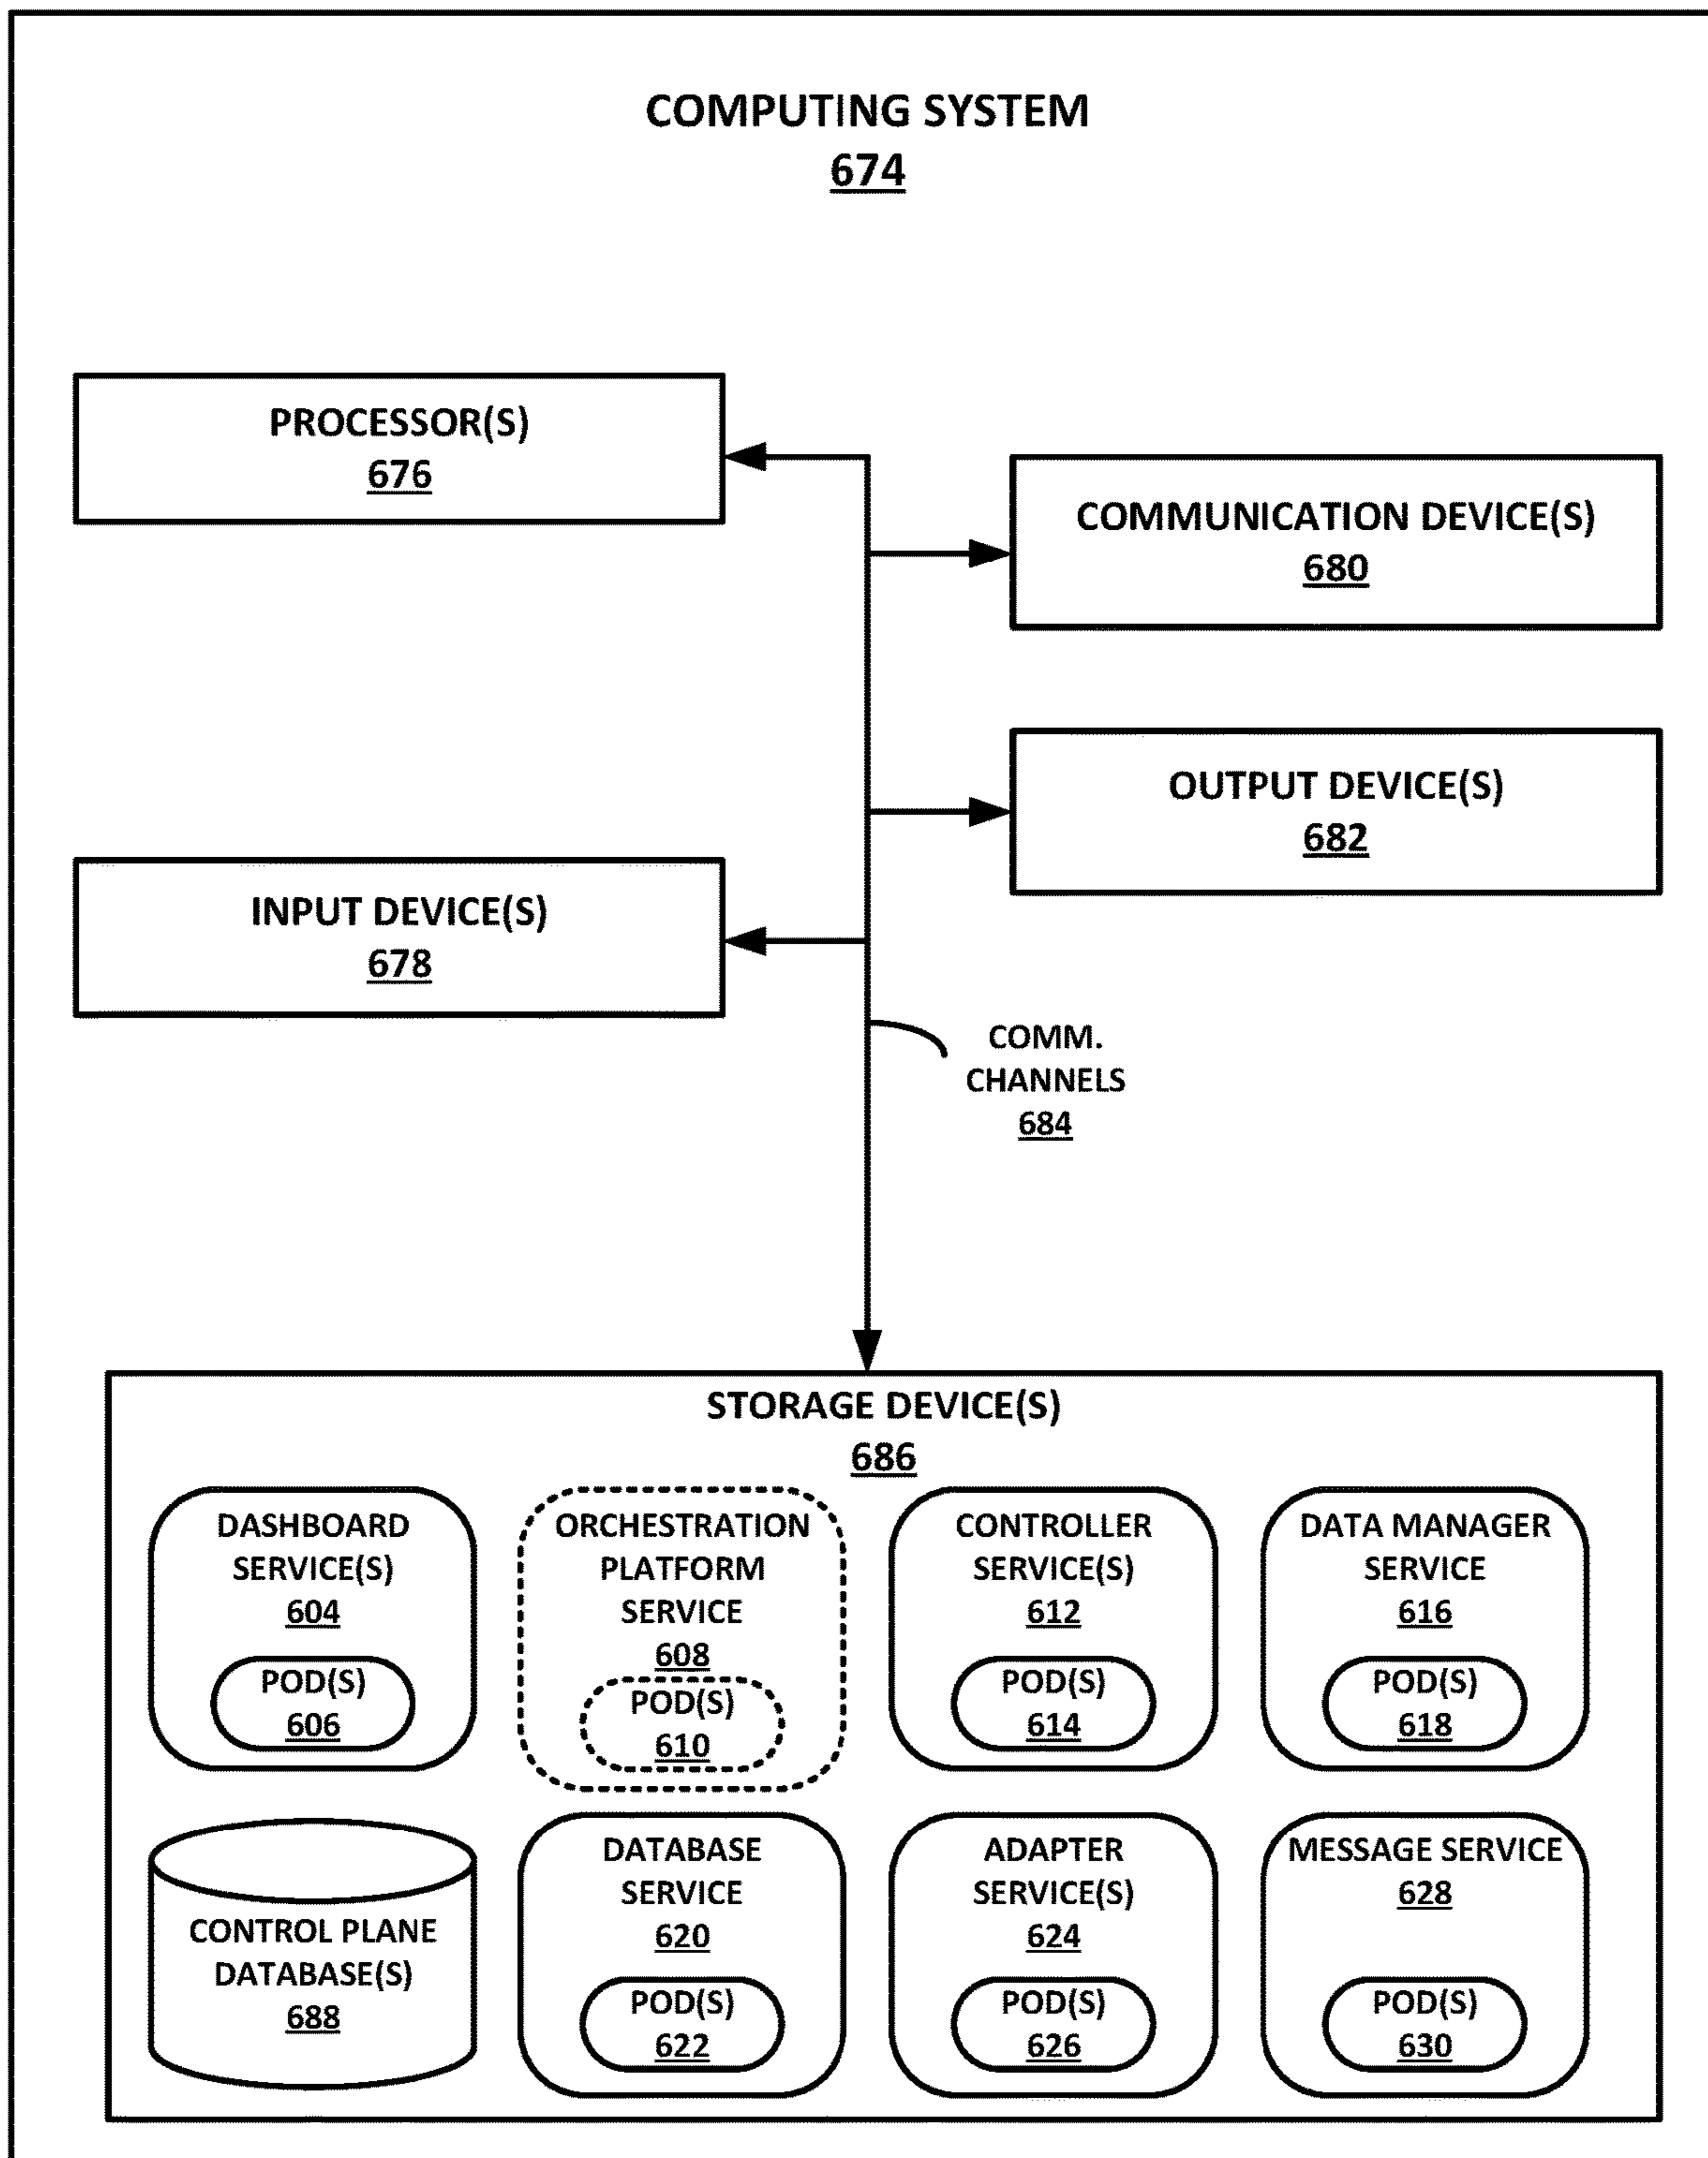 COMPUTING SYSTEM
674
PROCESSOR(S)
676
COMMUNICATION DEVICE(S)
680
OUTPUT DEVICE(S)
682
INPUT DEVICE(S)
678
COMM.
CHANNELS
684
STORAGE DEVICE(S)
686
DASHBOARD
SERVICE(S)
604
POD(S)
606
ORCHESTRATION
PLATFORM
SERVICE
608
POD(S)
610
CONTROLLER
SERVICE(S)
612
POD(S)
614
DATA MANAGER
SERVICE
616
POD(S)
618
CONTROL PLANE
DATABASE(S)
688
DATABASE
SERVICE
620
POD(S)
622
ADAPTER
SERVICE(S)
624
POD(S)
626
MESSAGE SERVICE
628
POD(S)
630